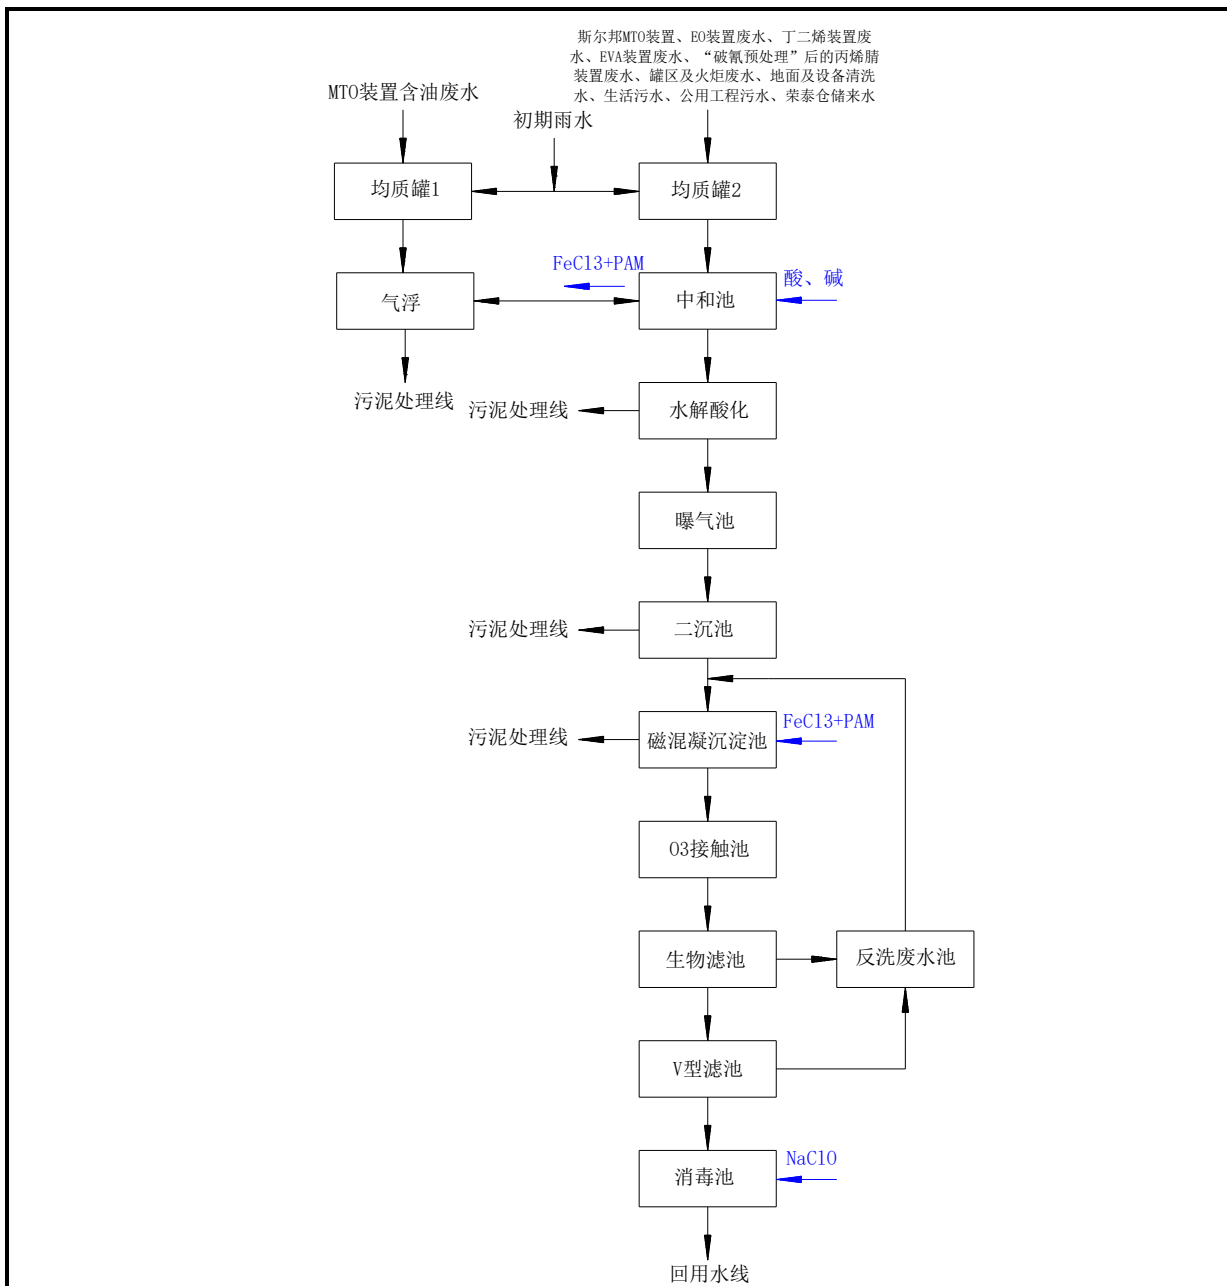 斯尔邦MTO装置、EO装置废水、丁二烯装置废
水、EVA装置废水、“破氰预处理”后的丙烯腈
装置废水、罐区及火炬废水、地面及设备清洗
水、生活污水、公用工程污水、荣泰仓储来水
MTO装置含油废水
初期雨水
均质罐1
均质罐2
FeCl3+PAM
酸、碱
气浮
中和池
污泥处理线
污泥处理线
水解酸化
曝气池
污泥处理线
二沉池
FeCl3+PAM
污泥处理线
磁混凝沉淀池
O3接触池
生物滤池
反洗废水池
V型滤池
NaClO
消毒池
回用水线